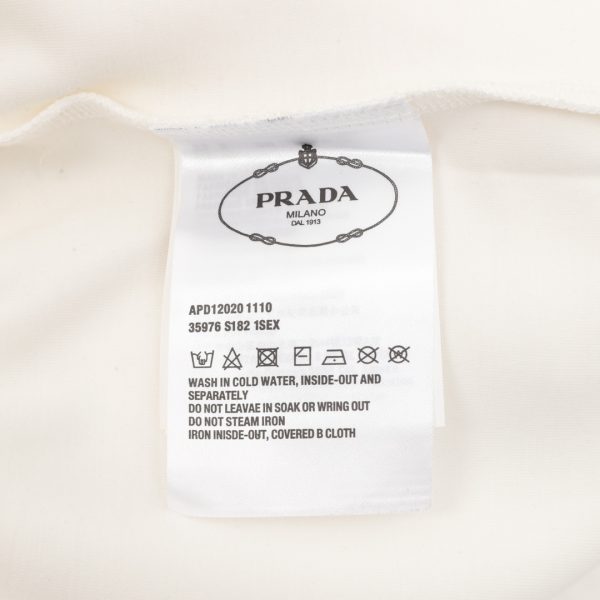 PRADA
MILANO
DAL 1913
APD12020 1110
35976 S182 1SEX
WASH IN COLD WATER, INSIDE-OUT AND
SEPARATELY
DO NOT LEAVAE IN SOAK OR WRING OUT
DO NOT STEAM IRON
IRON INISDE-OUT, COVERED B CLOTH